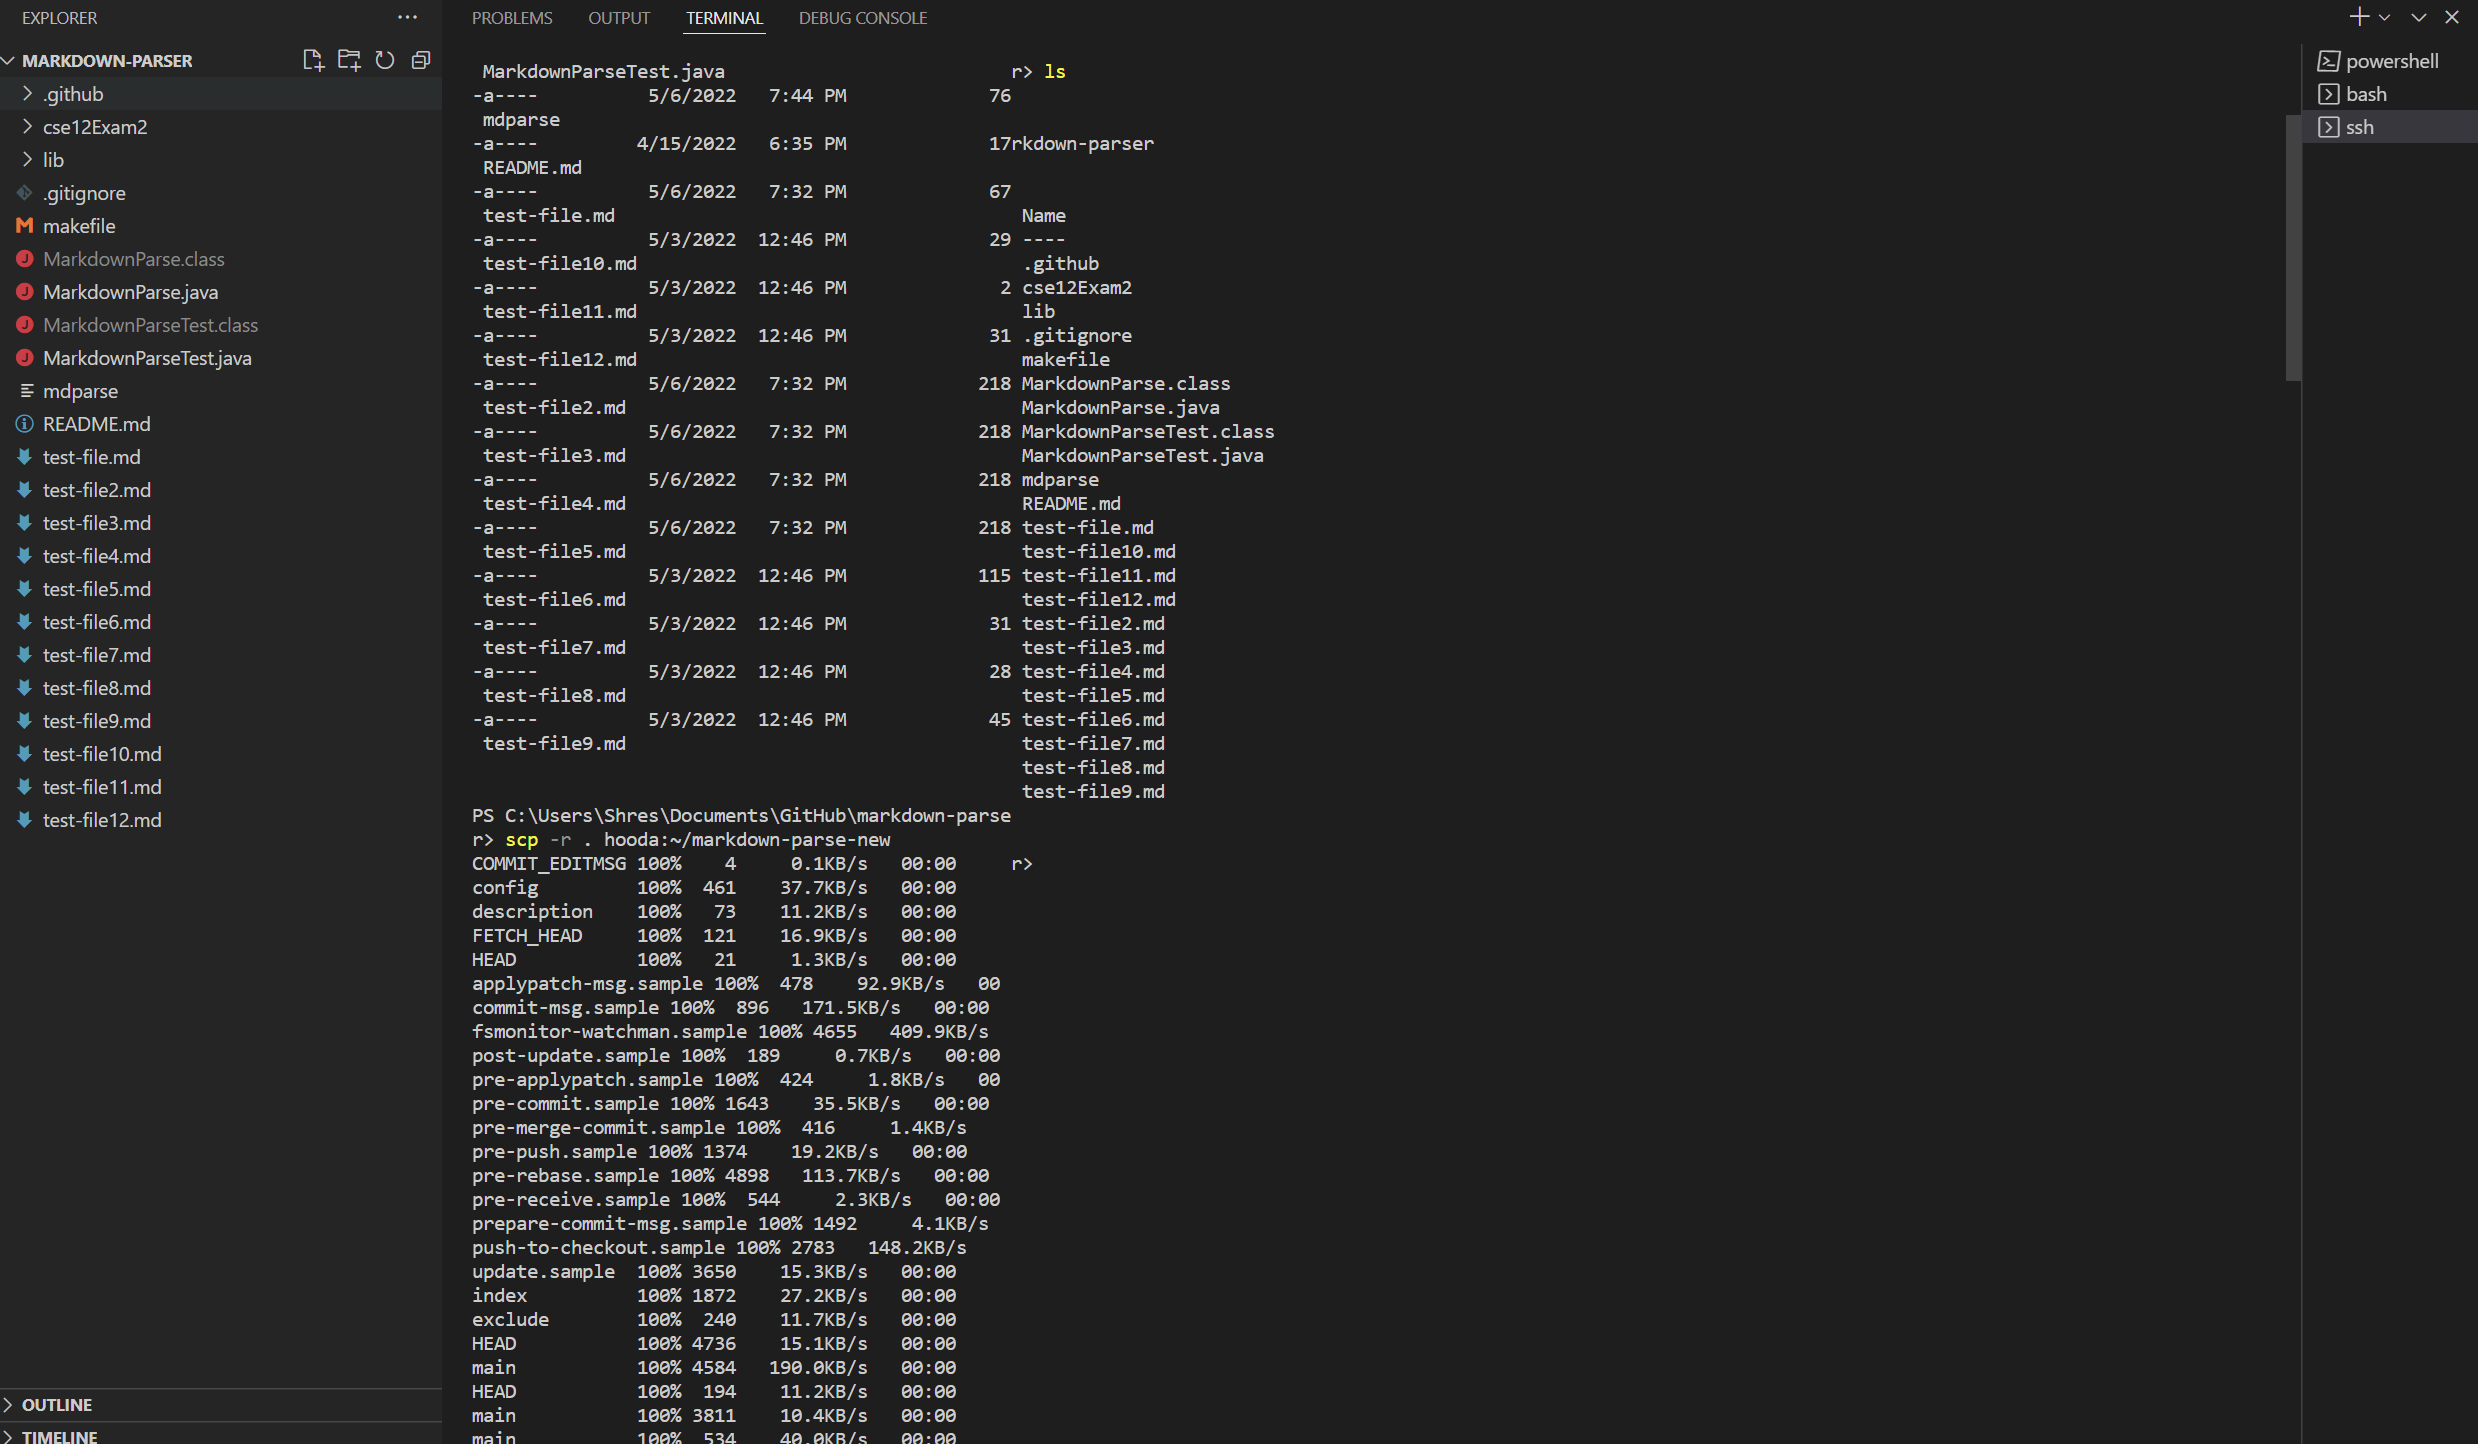 EXPLORER
MARKDOWN-PARSER
.github
cse12Exam2
lib
.gitignore
makefile
MarkdownParse.class
MarkdownParse.java
MarkdownParseTest.class
MarkdownParseTest.java
mdparse
README.md
test-file.md
test-file2.md
test-file3.md
test-file4.md
test-file5.md
test-file6.md
test-file7.md
test-file8.md
test-file9.md
test-file10.md
test-file11.md
test-file12.md
OUTLINE
TIMELINE
PROBLEMS OUTPUT TERMINAL DEBUG CONSOLE
MarkdownParseTest.java r> ls
-a---- 5/6/2022 7:44 PM 76
mdparse
-a---- 4/15/2022 6:35 PM 17rkdown-parser
README.md
-a---- 5/6/2022 7:32 PM 67
test-file.md Name
-a---- 5/3/2022 12:46 PM 29 ----
test-file10.md .github
-a---- 5/3/2022 12:46 PM 2 cse12Exam2
test-file11.md lib
-a---- 5/3/2022 12:46 PM 31 .gitignore
test-file12.md makefile
-a---- 5/6/2022 7:32 PM 218 MarkdownParse.class
test-file2.md MarkdownParse.java
-a---- 5/6/2022 7:32 PM 218 MarkdownParseTest.class
test-file3.md MarkdownParseTest.java
-a---- 5/6/2022 7:32 PM 218 mdparse
test-file4.md README.md
-a---- 5/6/2022 7:32 PM 218 test-file.md
test-file5.md test-file10.md
-a---- 5/3/2022 12:46 PM 115 test-file11.md
test-file6.md test-file12.md
-a---- 5/3/2022 12:46 PM 31 test-file2.md
test-file7.md test-file3.md
-a---- 5/3/2022 12:46 PM 28 test-file4.md
test-file8.md test-file5.md
-a---- 5/3/2022 12:46 PM 45 test-file6.md
test-file9.md test-file7.md
test-file8.md
test-file9.md
PS C:\Users\Shres\Documents\GitHub\markdown-parse
r> scp -r . hooda:~/markdown-parse-new
COMMIT_EDITMSG 100% 4 0.1KB/s 00:00 r>
config 100% 461 37.7KB/s 00:00
description 100% 73 11.2KB/s 00:00
FETCH_HEAD 100% 121 16.9KB/s 00:00
HEAD 100% 21 1.3KB/s 00:00
applypatch-msg.sample 100% 478 92.9KB/s 00
commit-msg.sample 100% 896 171.5KB/s 00:00
fsmonitor-watchman.sample 100% 4655 409.9KB/s
post-update.sample 100% 189 0.7KB/s 00:00
pre-applypatch.sample 100% 424 1.8KB/s 00
pre-commit.sample 100% 1643 35.5KB/s 00:00
pre-merge-commit.sample 100% 416 1.4KB/s
pre-push.sample 100% 1374 19.2KB/s 00:00
pre-rebase.sample 100% 4898 113.7KB/s 00:00
pre-receive.sample 100% 544 2.3KB/s 00:00
prepare-commit-msg.sample 100% 1492 4.1KB/s
push-to-checkout.sample 100% 2783 148.2KB/s
update.sample 100% 3650 15.3KB/s 00:00
index 100% 1872 27.2KB/s 00:00
exclude 100% 240 11.7KB/s 00:00
HEAD 100% 4736 15.1KB/s 00:00
main 100% 4584 190.0KB/s 00:00
HEAD 100% 194 11.2KB/s 00:00
main 100% 3811 10.4KB/s 00:00
main 100% 534 40.0KB/s 00:00
powershell
bash
ssh